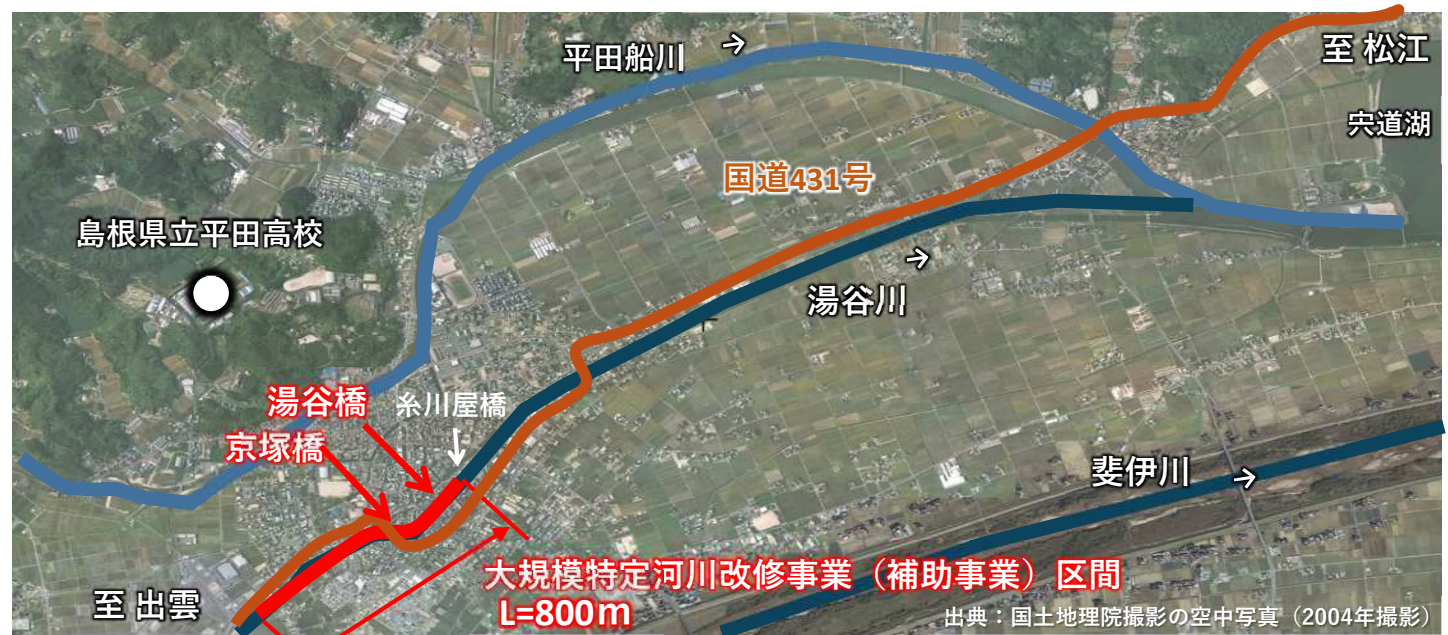 平田船川 →
至 松江
宍道湖
国道431号
島根県立平田高校
→
湯谷川
湯谷橋
糸川屋橋
京塚橋
斐伊川 →
大規模特定河川改修事業（補助事業）区間
L=800ｍ
至 出雲
出典：国土地理院撮影の空中写真（2004年撮影）